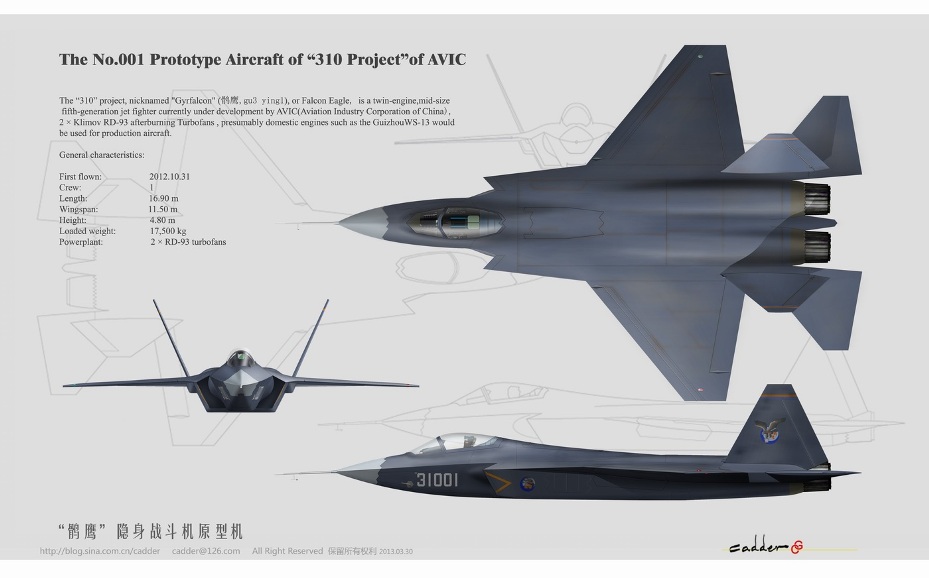 The No.001 Prototype Aircraft of “310 Project”of AVIC
The “310” project, nicknamed "Gyrfalcon" (鹘鹰, gu3 ying1), or Falcon Eagle, is a twin-engine,mid-size
fifth-generation jet fighter currently under development by AVIC(Aviation Industry Corporation of China) ,
2 × Klimov RD-93 afterburning Turbofans , presumably domestic engines such as the GuizhouWS-13 would
be used for production aircraft.
General characteristics:
First flown: 2012.10.31
Crew: 1
Length: 16.90 m
Wingspan: 11.50 m
Height: 4.80 m
Loaded weight: 17,500 kg
Powerplant: 2 × RD-93 turbofans
31001
“鹘鹰” 隐身战斗机原型机
http://blog.sina.com.cn/cadder cadder@126.com All Right Reserved 保留所有权利 2013.03.30
cadder